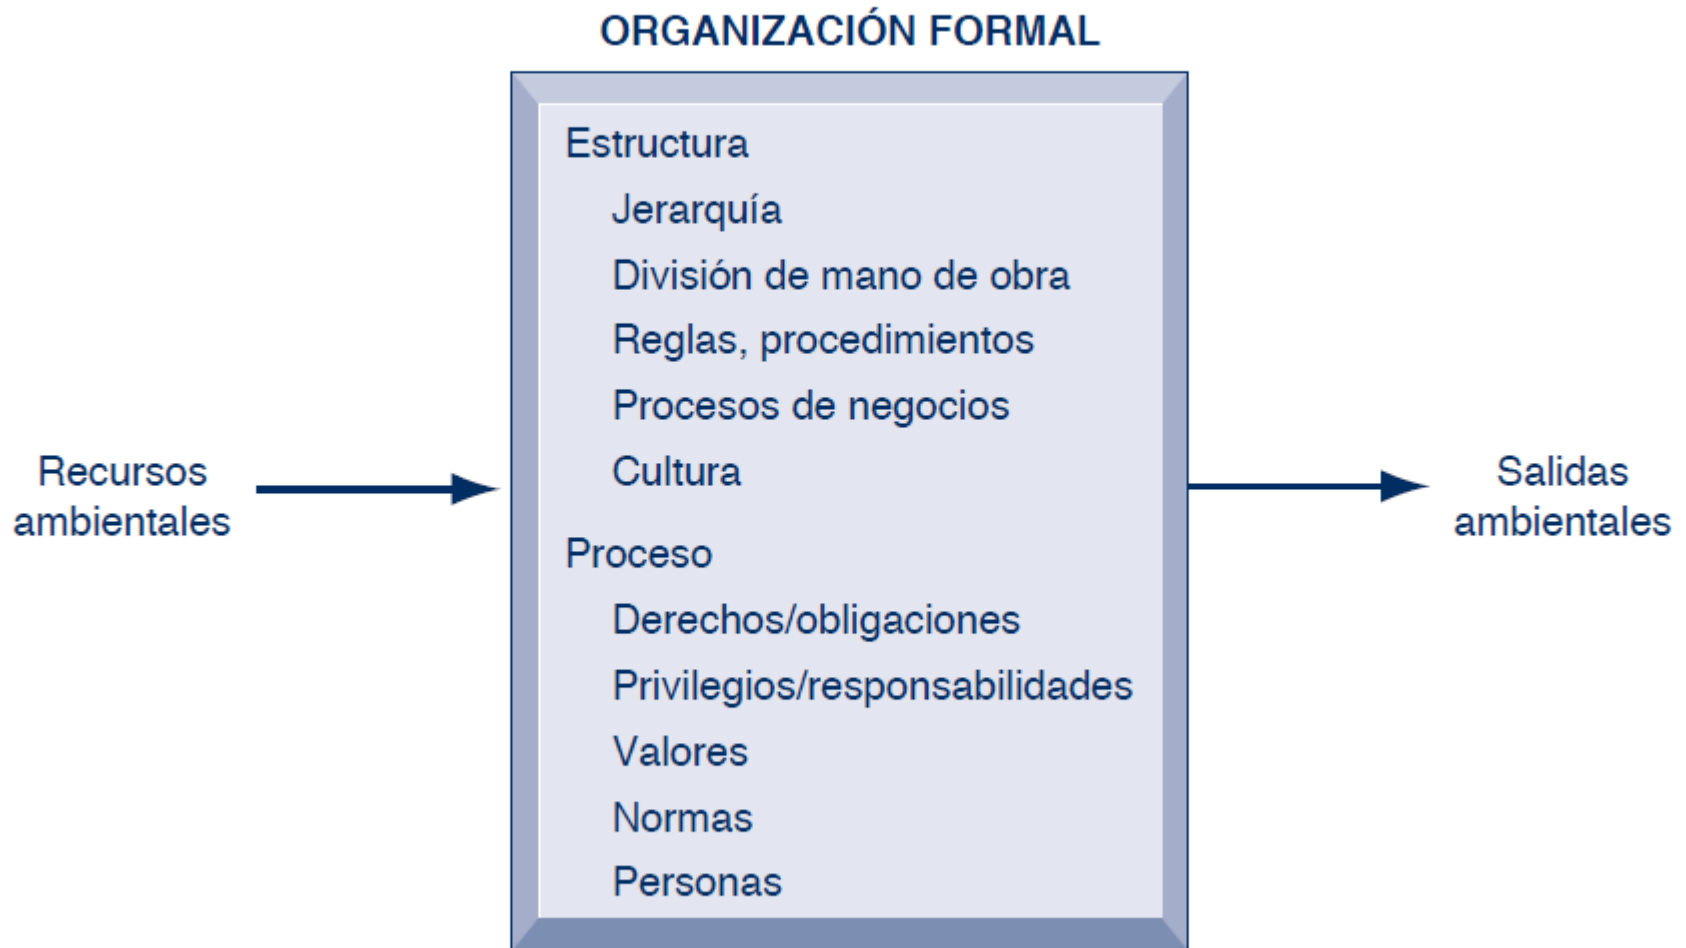 ORGANIZACIÓN FORMAL
Estructura
Jerarquía
División de mano de obra
Reglas, procedimientos
Procesos de negocios
Cultura
Proceso
Derechos/obligaciones
Privilegios/responsabilidades
Valores
Normas
Personas
Recursos
ambientales
Salidas
ambientales